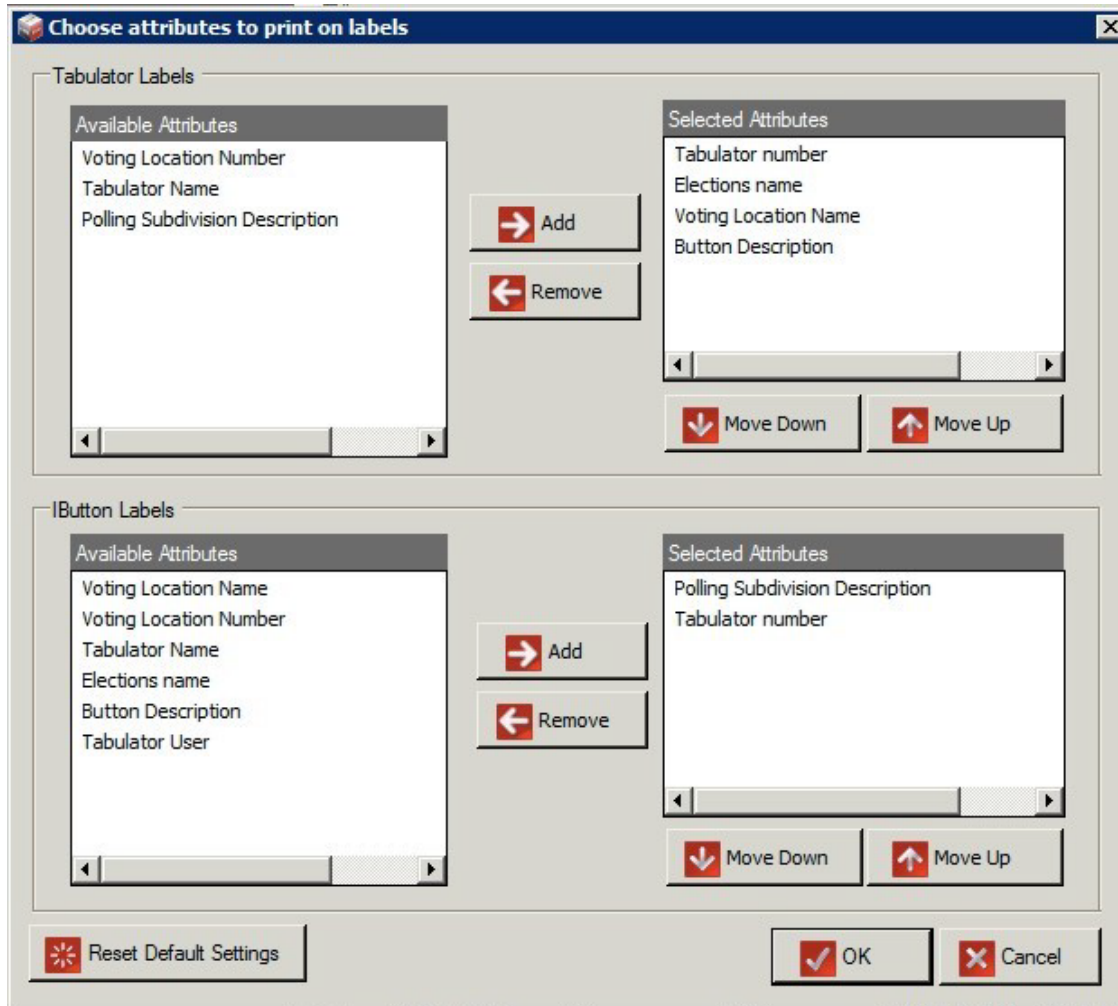 Choose attributes to print on labels
Tabulator Labels
Available Attributes
Voting Location Number
Tabulator Name
Polling Subdivision Description
Add
Remove
Selected Attributes
Tabulator number
Elections name
Voting Location Name
Button Description
Move Down
Move Up
IButton Labels
Available Attributes
Voting Location Name
Voting Location Number
Tabulator Name
Elections name
Button Description
Tabulator User
Add
Remove
Selected Attributes
Polling Subdivision Description
Tabulator number
Move Down
Move Up
Reset Default Settings
OK
Cancel